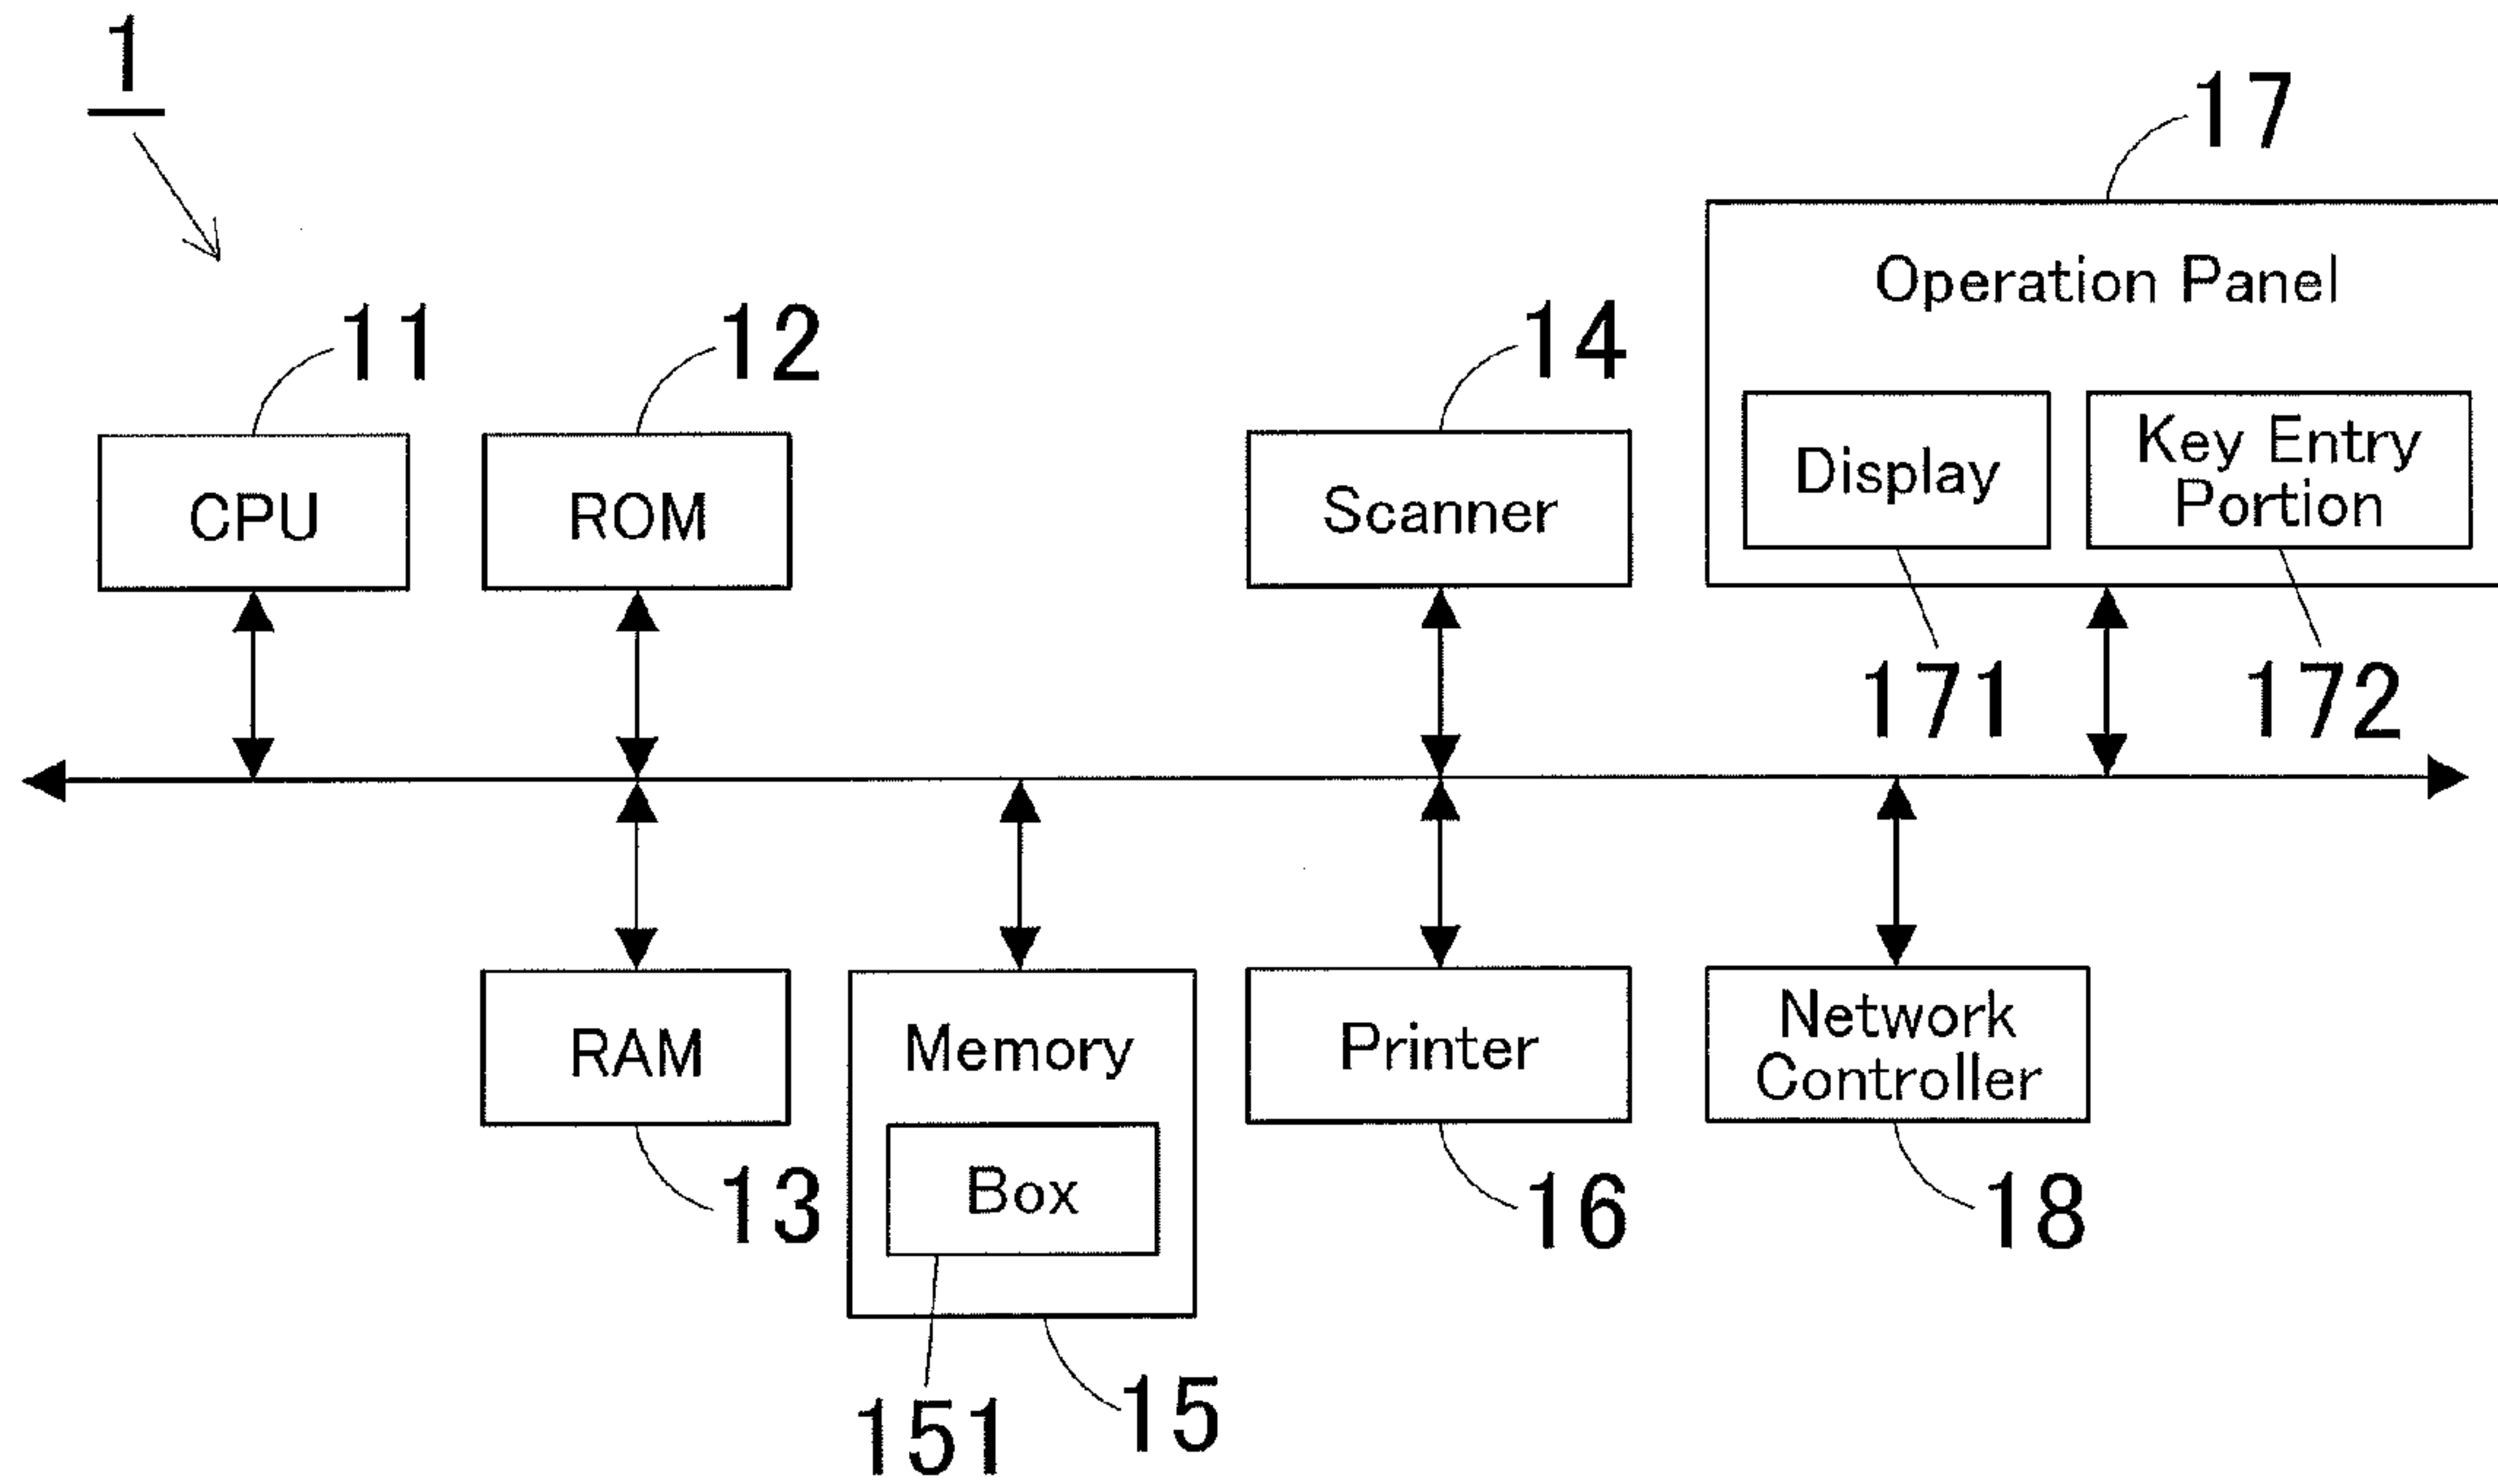 1
17
Operation Panel
11
12
14
CPU
ROM
Scanner
Display
Key Entry
Portion
171
172
RAM
Memory
Printer
Network
Controller
Box
13
16
18
151
15